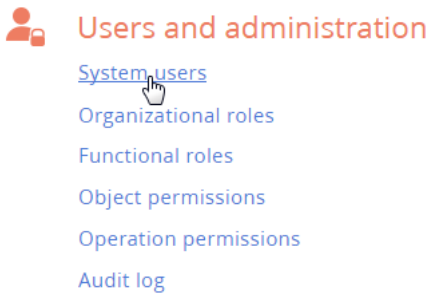 Users and administration
System users
Organizational roles
Functional roles
Object permissions
Operation permissions
Audit log